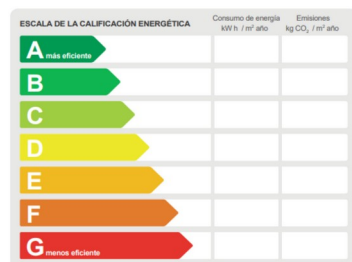 ESCALA DE LA CALIFICACIÓN ENERGÉTICA
Consumo de energía
kW h / m² año
Emisiones
kg CO₂ / m² año
A más eficiente
B
C
D
E
F
G menos eficiente